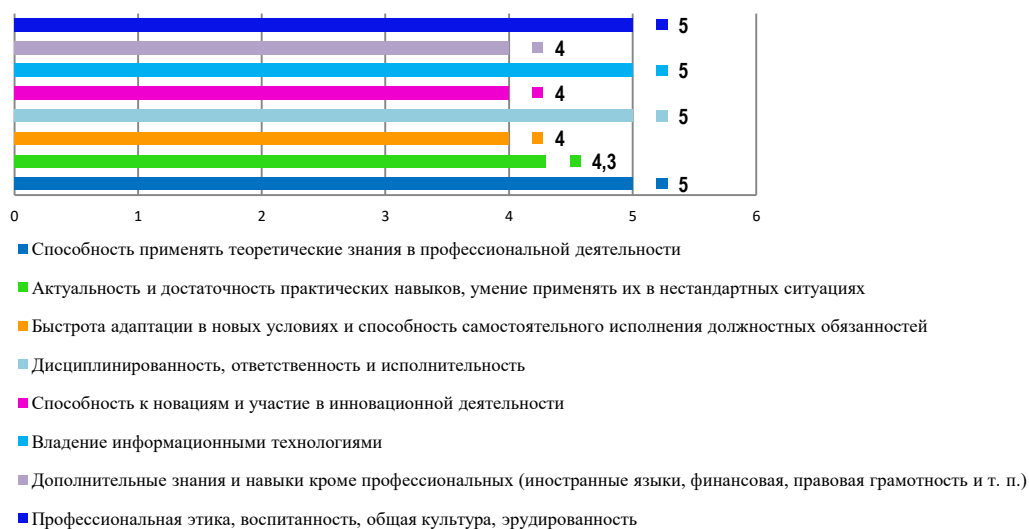 5
4
5
4
5
4
4,3
5
0 1 2 3 4 5 6
Способность применять теоретические знания в профессиональной деятельности
Актуальность и достаточность практических навыков, умение применять их в нестандартных ситуациях
Быстрота адаптации в новых условиях и способность самостоятельного исполнения должностных обязанностей
Дисциплинированность, ответственность и исполнительность
Способность к новациям и участие в инновационной деятельности
Владение информационными технологиями
Дополнительные знания и навыки кроме профессиональных (иностранные языки, финансовая, правовая грамотность и т. п.)
Профессиональная этика, воспитанность, общая культура, эрудированность